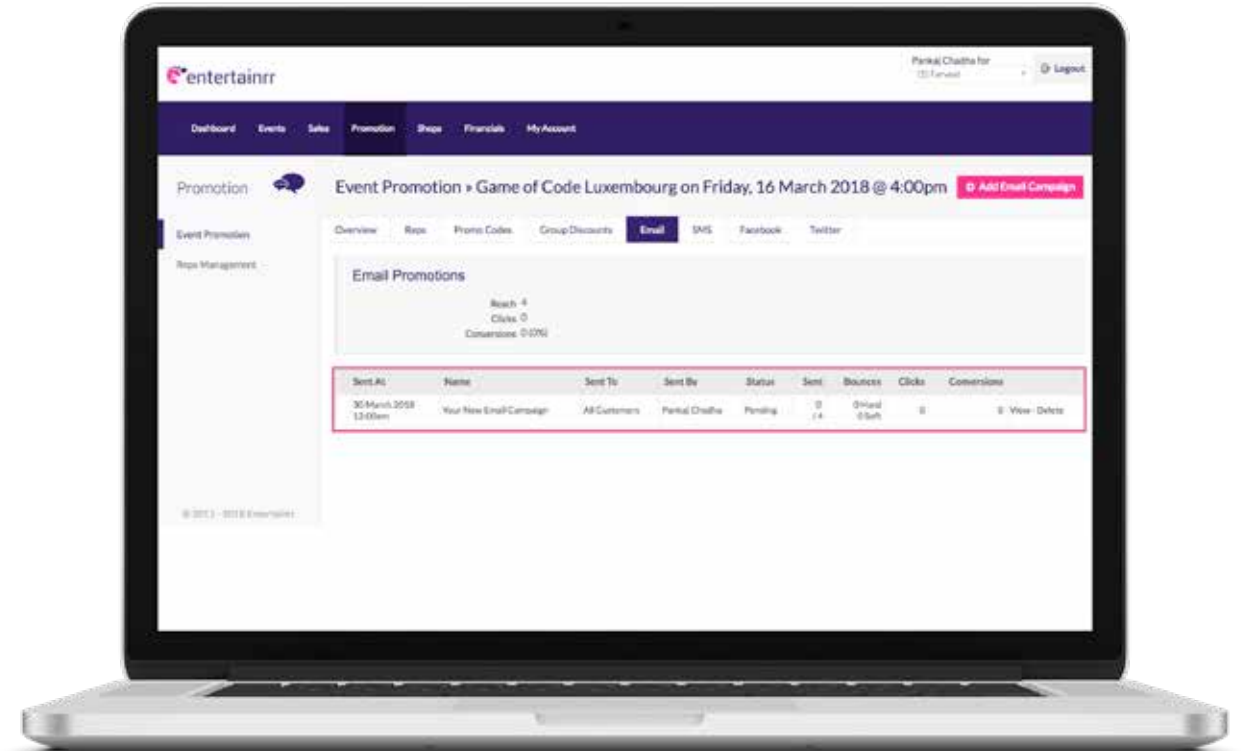 entertainrr
Pankaj Chadha for
Logout
Dashboard Events Sales Promotion Shops Financials My Account
Promotion
Event Promotion » Game of Code Luxembourg on Friday, 16 March 2018 @ 4:00pm
Add Email Campaign
Event Promotion
Reps Management
Overview Reps Promo Codes Group Discounts Email SMS Facebook Twitter
Email Promotions
Reach 4
Clicks 0
Conversions 0 (0%)
Sent At Name Sent To Sent By Status Sent Bounces Clicks Conversions
30 March 2018 12:00am Your New Email Campaign All Customers Pankaj Chadha Pending 0 / 4 0 Hard 0 Soft 0 0 View - Delete
- 2018 Entertainrr